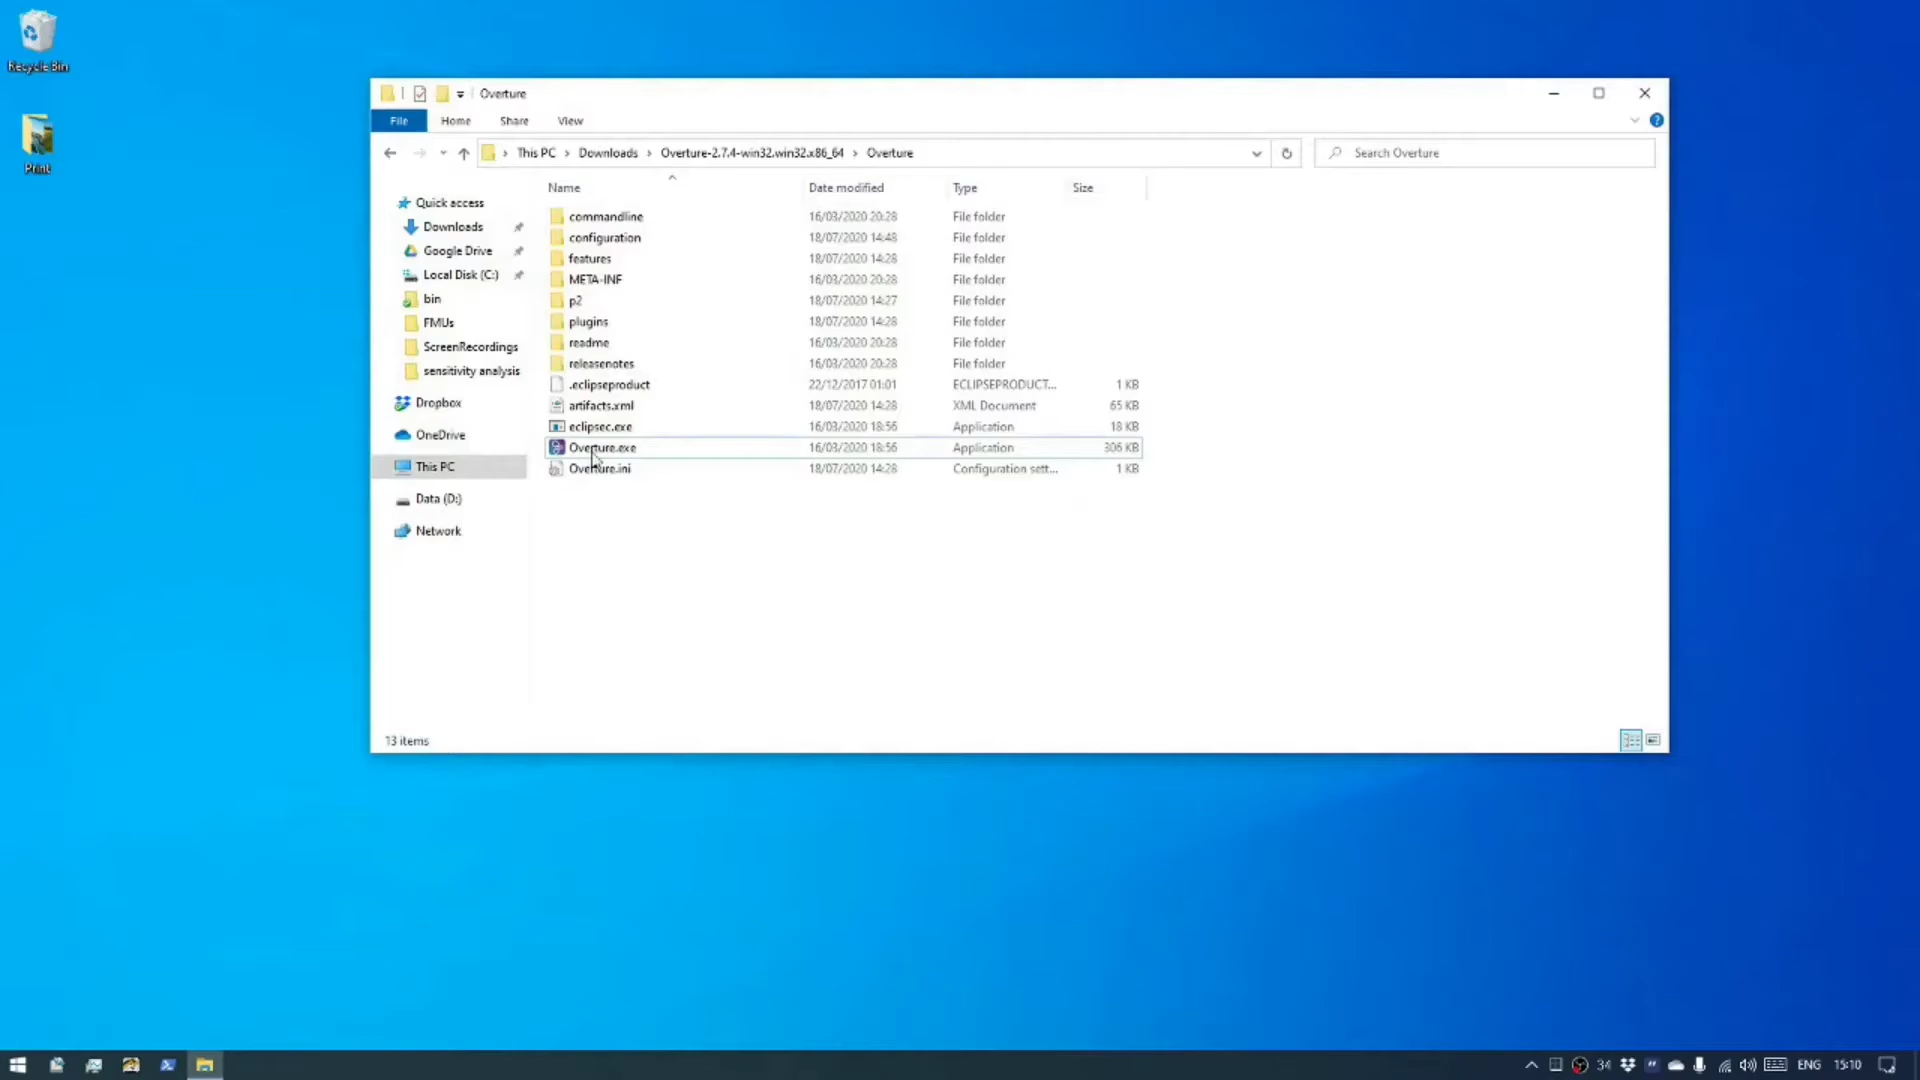 Recycle Bin
Print
Overture
File Home Share View
This PC Downloads Overture-2.7.4-win32.win32.x86_64 Overture
Search Overture
Name Date modified Type Size
Quick access
Downloads
Google Drive
Local Disk (C:)
bin
FMUs
ScreenRecordings
sensitivity analysis
Dropbox
OneDrive
This PC
Data (D:)
Network
commandline 16/03/2020 20:28 File folder
configuration 18/07/2020 14:48 File folder
features 18/07/2020 14:28 File folder
META-INF 16/03/2020 20:28 File folder
p2 18/07/2020 14:27 File folder
plugins 18/07/2020 14:28 File folder
readme 16/03/2020 20:28 File folder
releasenotes 16/03/2020 20:28 File folder
.eclipseproduct 22/12/2017 01:01 ECLIPSEPRODUCT... 1 KB
artifacts.xml 18/07/2020 14:28 XML Document 65 KB
eclipsec.exe 16/03/2020 18:56 Application 18 KB
Overture.exe 16/03/2020 18:56 Application 306 KB
Overture.ini 18/07/2020 14:28 Configuration sett... 1 KB
13 items
34 ENG 15:10